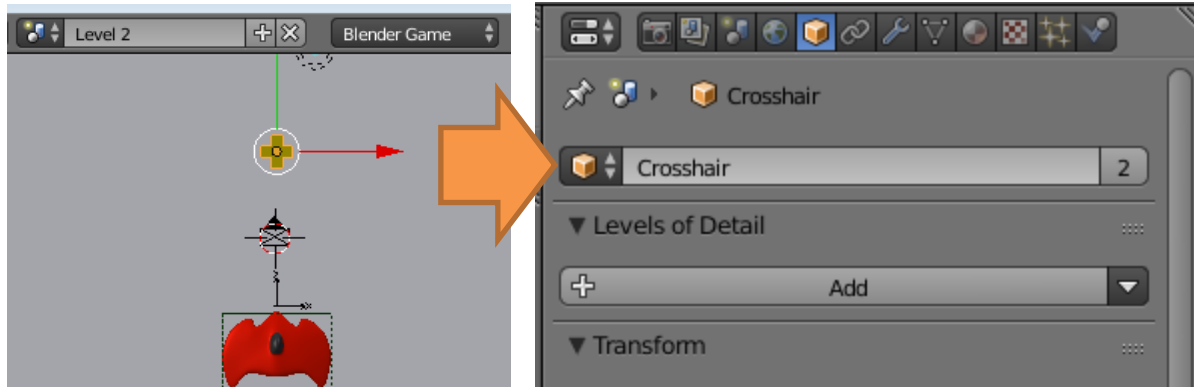 Level 2
Blender Game
Crosshair
Crosshair
2
Levels of Detail
Add
Transform